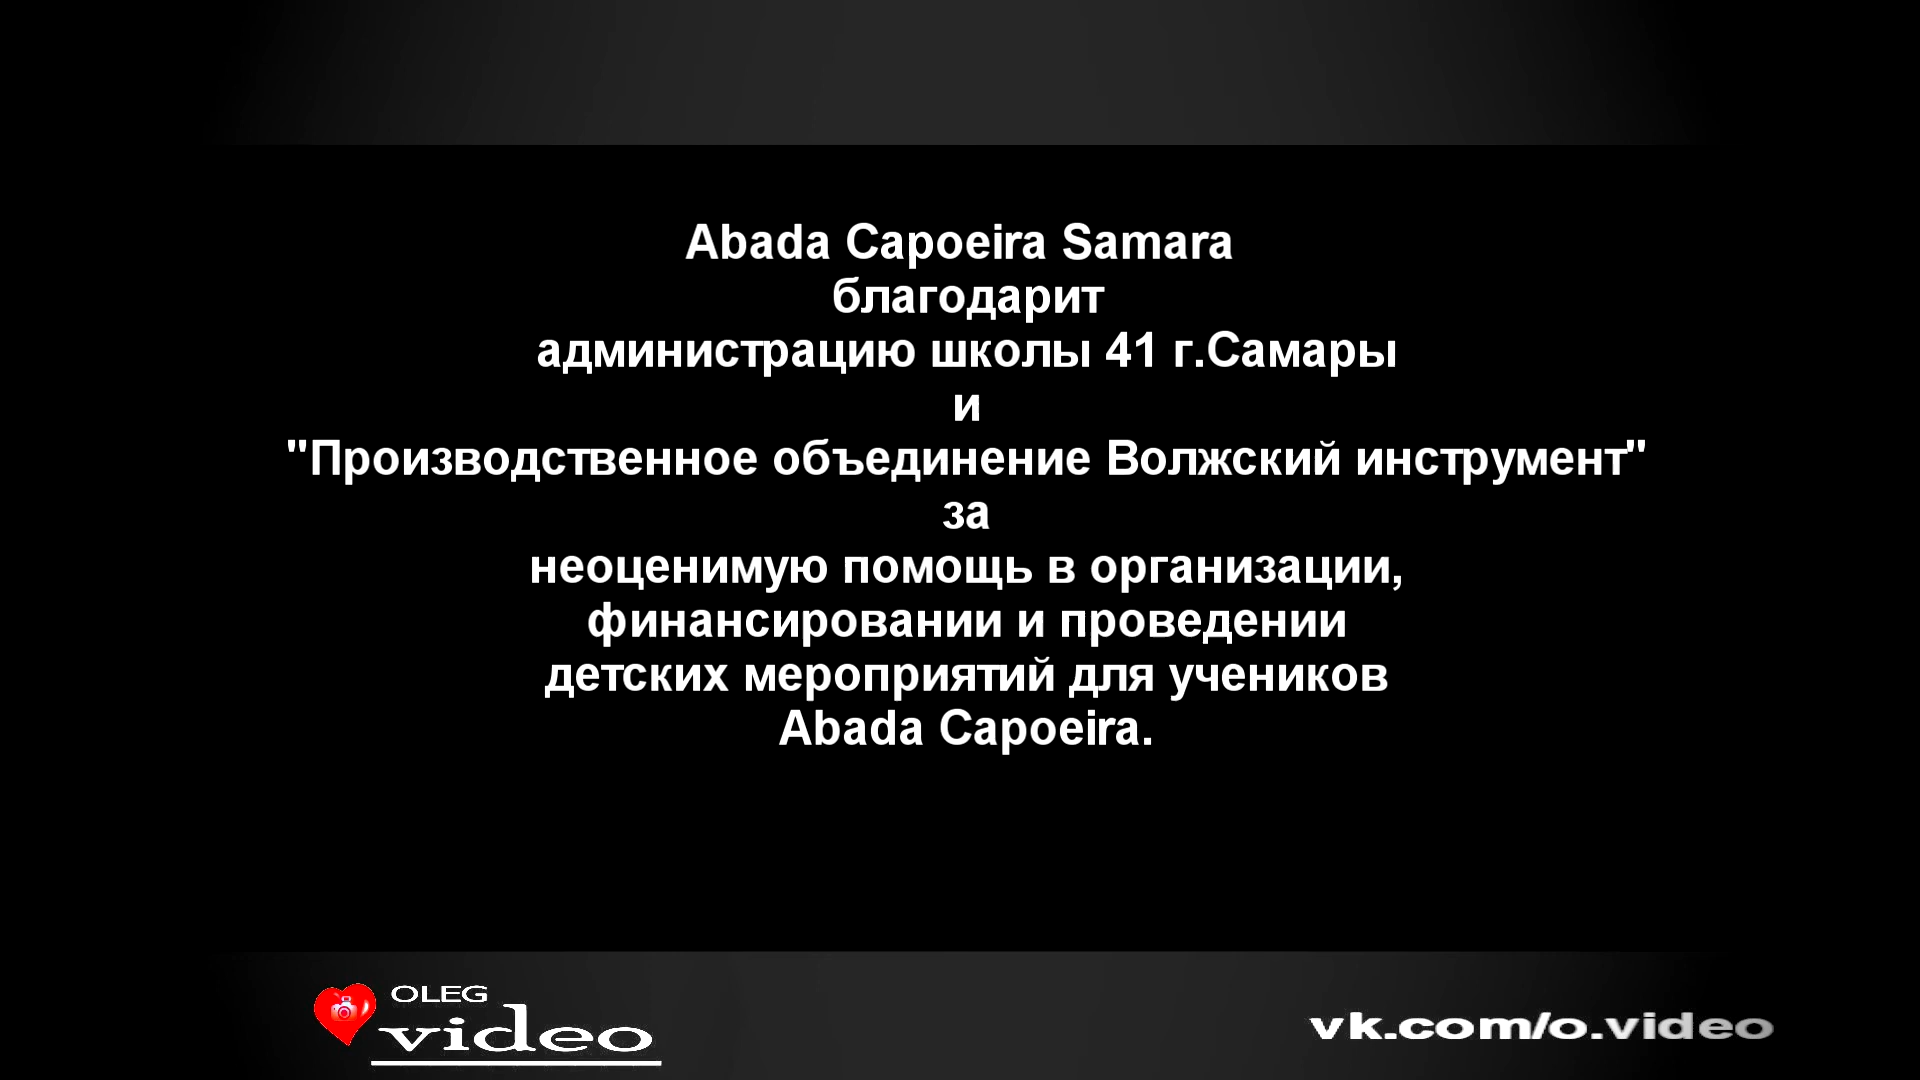 Abada Capoeira Samara
благодарит
администрацию школы 41 г.Самары
и
"Производственное объединение Волжский инструмент"
за
неоценимую помощь в организации,
финансировании и проведении
детских мероприятий для учеников
Abada Capoeira.
OLEG
video
vk.com/o.video